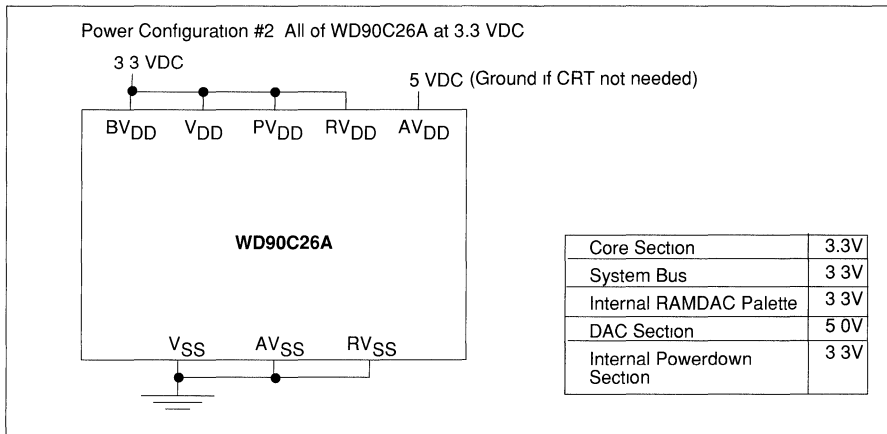 Power Configuration #2 All of WD90C26A at 3.3 VDC
3 3 VDC
5 VDC (Ground if CRT not needed)
BVDD VDD PVDD RVDD AVDD
WD90C26A
VSS AVSS RVSS
Core Section 3.3V
System Bus 3 3V
Internal RAMDAC Palette 3 3V
DAC Section 5 0V
Internal Powerdown 3 3V
Section